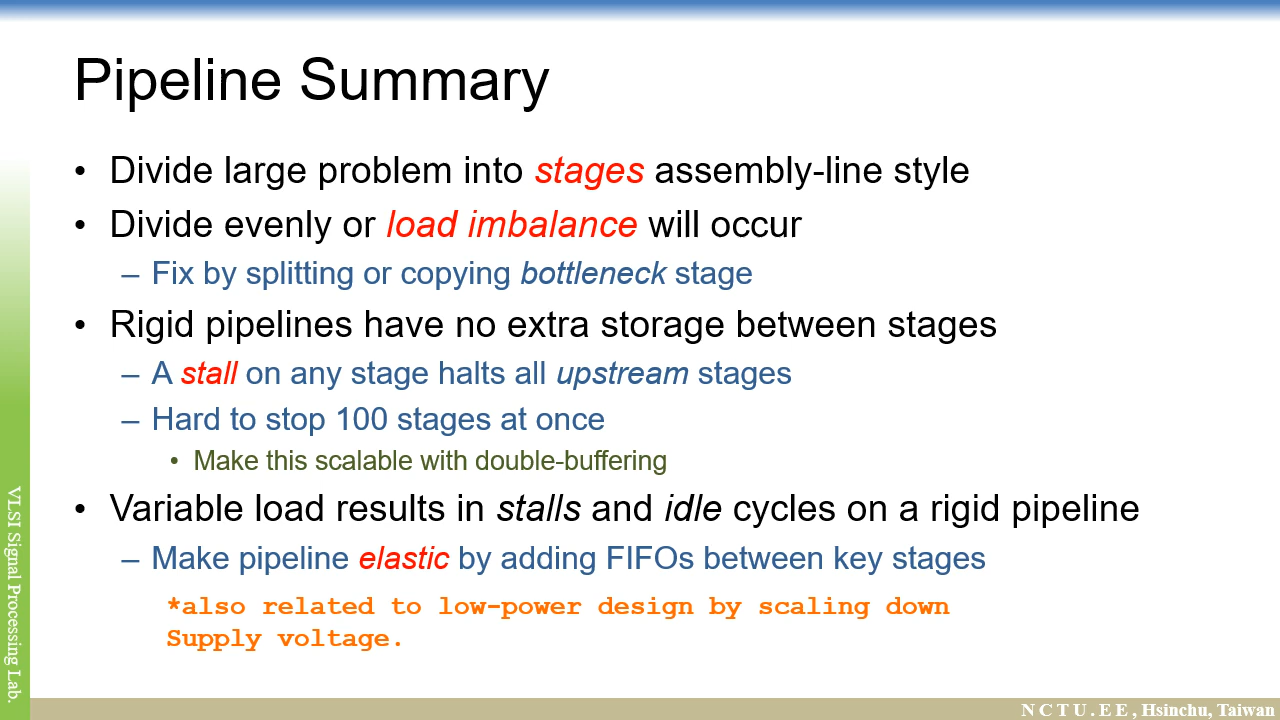 Pipeline Summary
• Divide large problem into stages assembly-line style
• Divide evenly or load imbalance will occur
– Fix by splitting or copying bottleneck stage
• Rigid pipelines have no extra storage between stages
– A stall on any stage halts all upstream stages
– Hard to stop 100 stages at once
• Make this scalable with double-buffering
• Variable load results in stalls and idle cycles on a rigid pipeline
– Make pipeline elastic by adding FIFOs between key stages
*also related to low-power design by scaling down
Supply voltage.
VLSI Signal Processing Lab.
N C T U . E E , Hsinchu, Taiwan